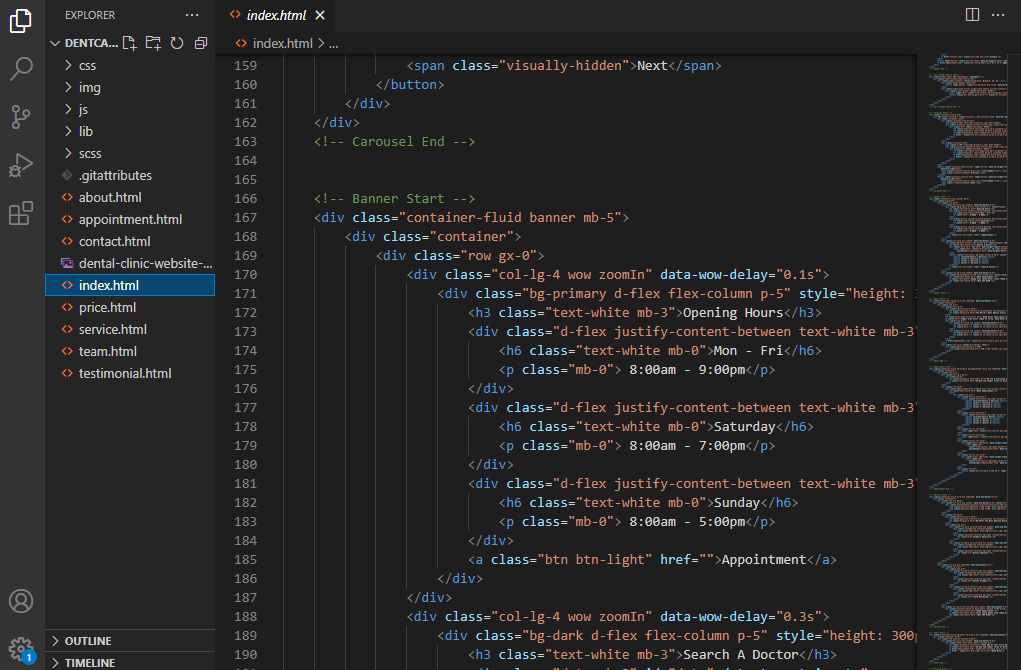 EXPLORER
DENTCA...
css
img
js
lib
scss
.gitattributes
about.html
appointment.html
contact.html
dental-clinic-website-...
index.html
price.html
service.html
team.html
testimonial.html
OUTLINE
TIMELINE
1
index.html
index.html > ...
159 <span class="visually-hidden">Next</span>
160 </button>
161 </div>
162 </div>
163 <!-- Carousel End -->
164
165
166 <!-- Banner Start -->
167 <div class="container-fluid banner mb-5">
168 <div class="container">
169 <div class="row gx-0">
170 <div class="col-lg-4 wow zoomIn" data-wow-delay="0.1s">
171 <div class="bg-primary d-flex flex-column p-5" style="height:
172 <h3 class="text-white mb-3">Opening Hours</h3>
173 <div class="d-flex justify-content-between text-white mb-3"
174 <h6 class="text-white mb-0">Mon - Fri</h6>
175 <p class="mb-0"> 8:00am - 9:00pm</p>
176 </div>
177 <div class="d-flex justify-content-between text-white mb-3"
178 <h6 class="text-white mb-0">Saturday</h6>
179 <p class="mb-0"> 8:00am - 7:00pm</p>
180 </div>
181 <div class="d-flex justify-content-between text-white mb-3"
182 <h6 class="text-white mb-0">Sunday</h6>
183 <p class="mb-0"> 8:00am - 5:00pm</p>
184 </div>
185 <a class="btn btn-light" href="">Appointment</a>
186 </div>
187 </div>
188 <div class="col-lg-4 wow zoomIn" data-wow-delay="0.3s">
189 <div class="bg-dark d-flex flex-column p-5" style="height: 300p
190 <h3 class="text-white mb-3">Search A Doctor</h3>